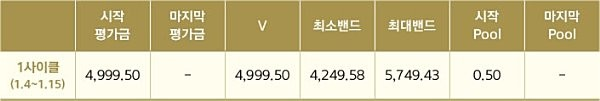 시작 평가금 | 마지막 평가금 | V | 최소밴드 | 최대밴드 | 시작 Pool | 마지막 Pool
1사이클 (1.4~1.15) | 4,999.50 | – | 4,999.50 | 4,249.58 | 5,749.43 | 0.50 | –